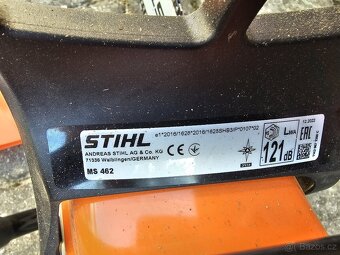 e1*2016/1628*2016/1628SHB3/P*0107*02
STIHL
ANDREAS STIHL AG & Co. KG
71336 Waiblingen/GERMANY
MS 462
CE
LWA
121 dB
12.2022
EAC
bazos.cz